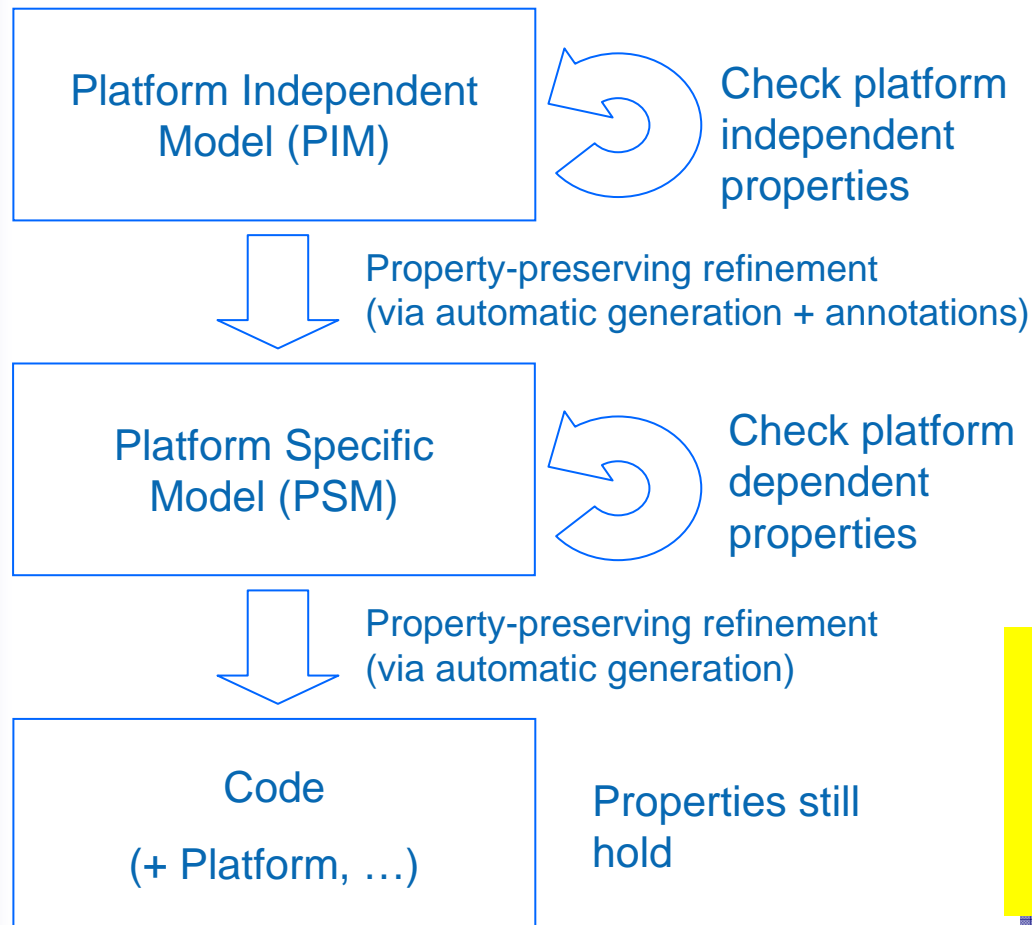 Platform Independent
Model (PIM)
Check platform
independent
properties
Property-preserving refinement
(via automatic generation + annotations)
Platform Specific
Model (PSM)
Check platform
dependent
properties
Property-preserving refinement
(via automatic generation)
Code
(+ Platform, …)
Properties still
hold